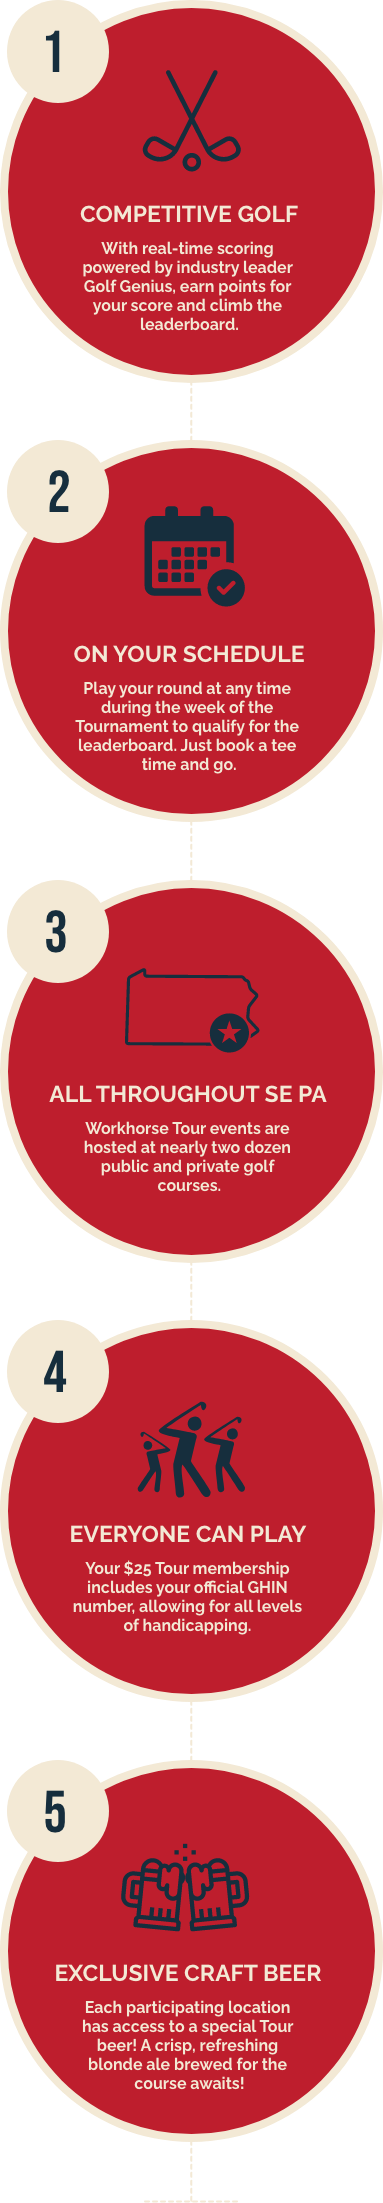 1
COMPETITIVE GOLF
With real-time scoring
powered by industry leader
Golf Genius, earn points for
your score and climb the
leaderboard.
2
ON YOUR SCHEDULE
Play your round at any time
during the week of the
Tournament to qualify for the
leaderboard. Just book a tee
time and go.
3
ALL THROUGHOUT SE PA
Workhorse Tour events are
hosted at nearly two dozen
public and private golf
courses.
4
EVERYONE CAN PLAY
Your $25 Tour membership
includes your official GHIN
number, allowing for all levels
of handicapping.
5
EXCLUSIVE CRAFT BEER
Each participating location
has access to a special Tour
beer! A crisp, refreshing
blonde ale brewed for the
course awaits!